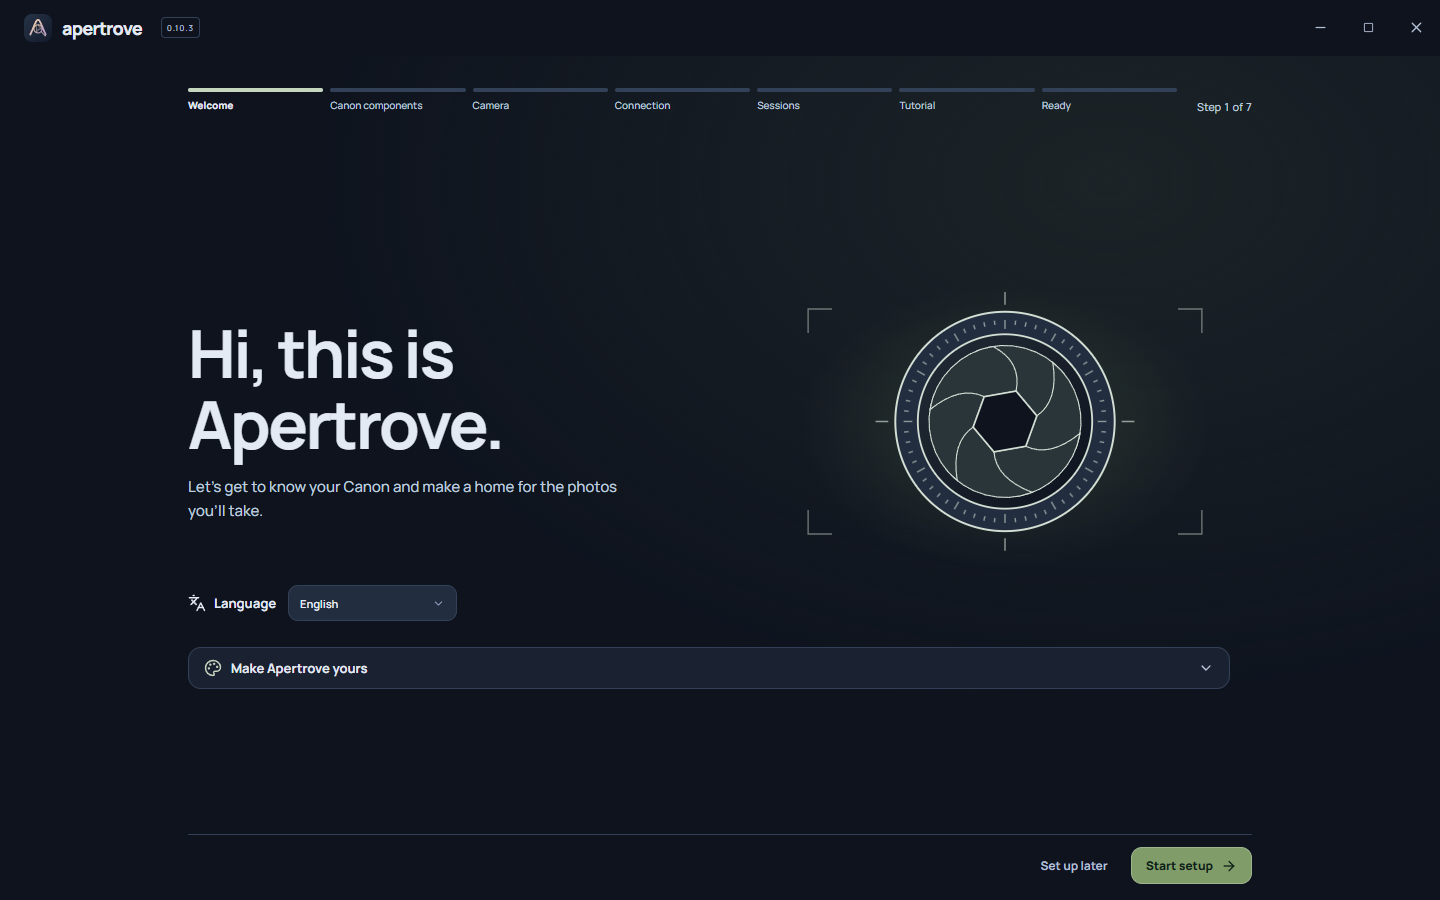 apertrove
0.10.3
Welcome
Canon components
Camera
Connection
Sessions
Tutorial
Ready
Step 1 of 7
Hi, this is
Apertrove.
Let's get to know your Canon and make a home for the photos
you'll take.
Language
English
Make Apertrove yours
Set up later
Start setup